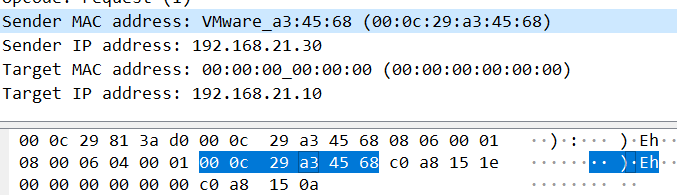 Opcode: request (1)
Sender MAC address: VMware_a3:45:68 (00:0c:29:a3:45:68)
Sender IP address: 192.168.21.30
Target MAC address: 00:00:00_00:00:00 (00:00:00:00:00:00)
Target IP address: 192.168.21.10
00 0c 29 81 3a d0 00 0c 29 a3 45 68 08 06 00 01 ··)·:··· )·Eh····
08 00 06 04 00 01 00 0c 29 a3 45 68 c0 a8 15 1e ········ )·Eh····
00 00 00 00 00 00 c0 a8 15 0a ········ ··